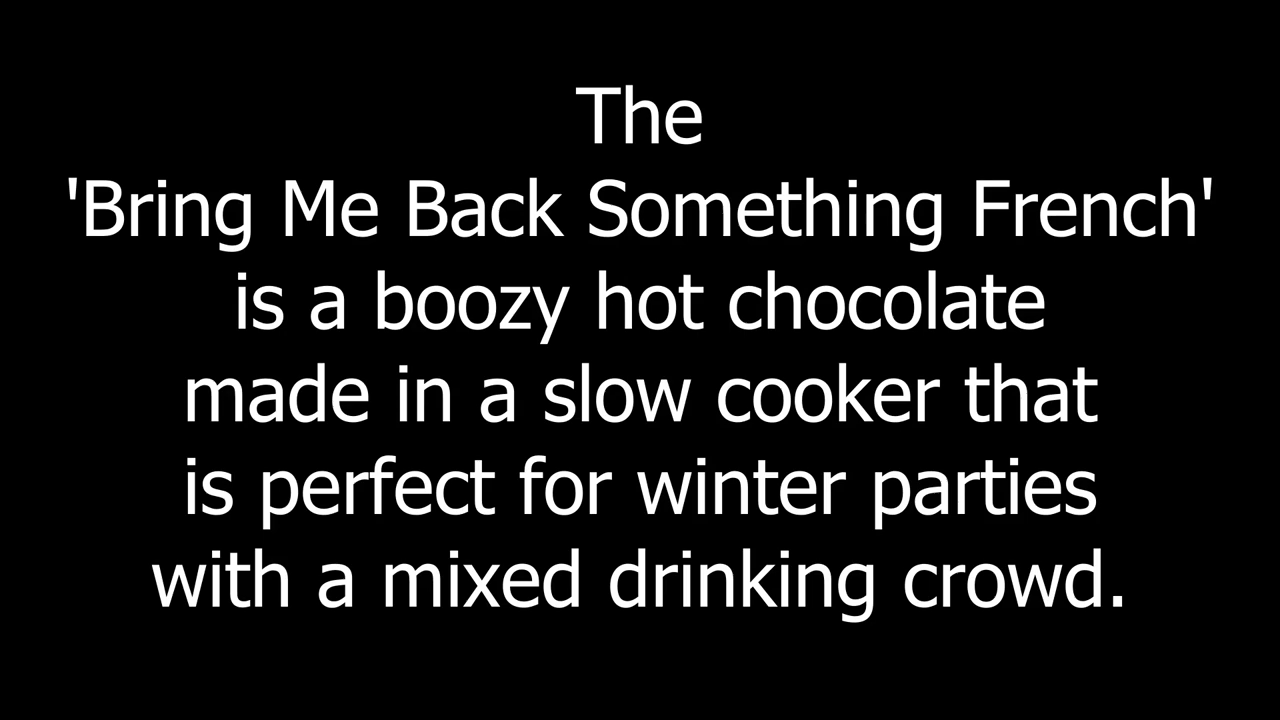 The
'Bring Me Back Something French'
is a boozy hot chocolate
made in a slow cooker that
is perfect for winter parties
with a mixed drinking crowd.